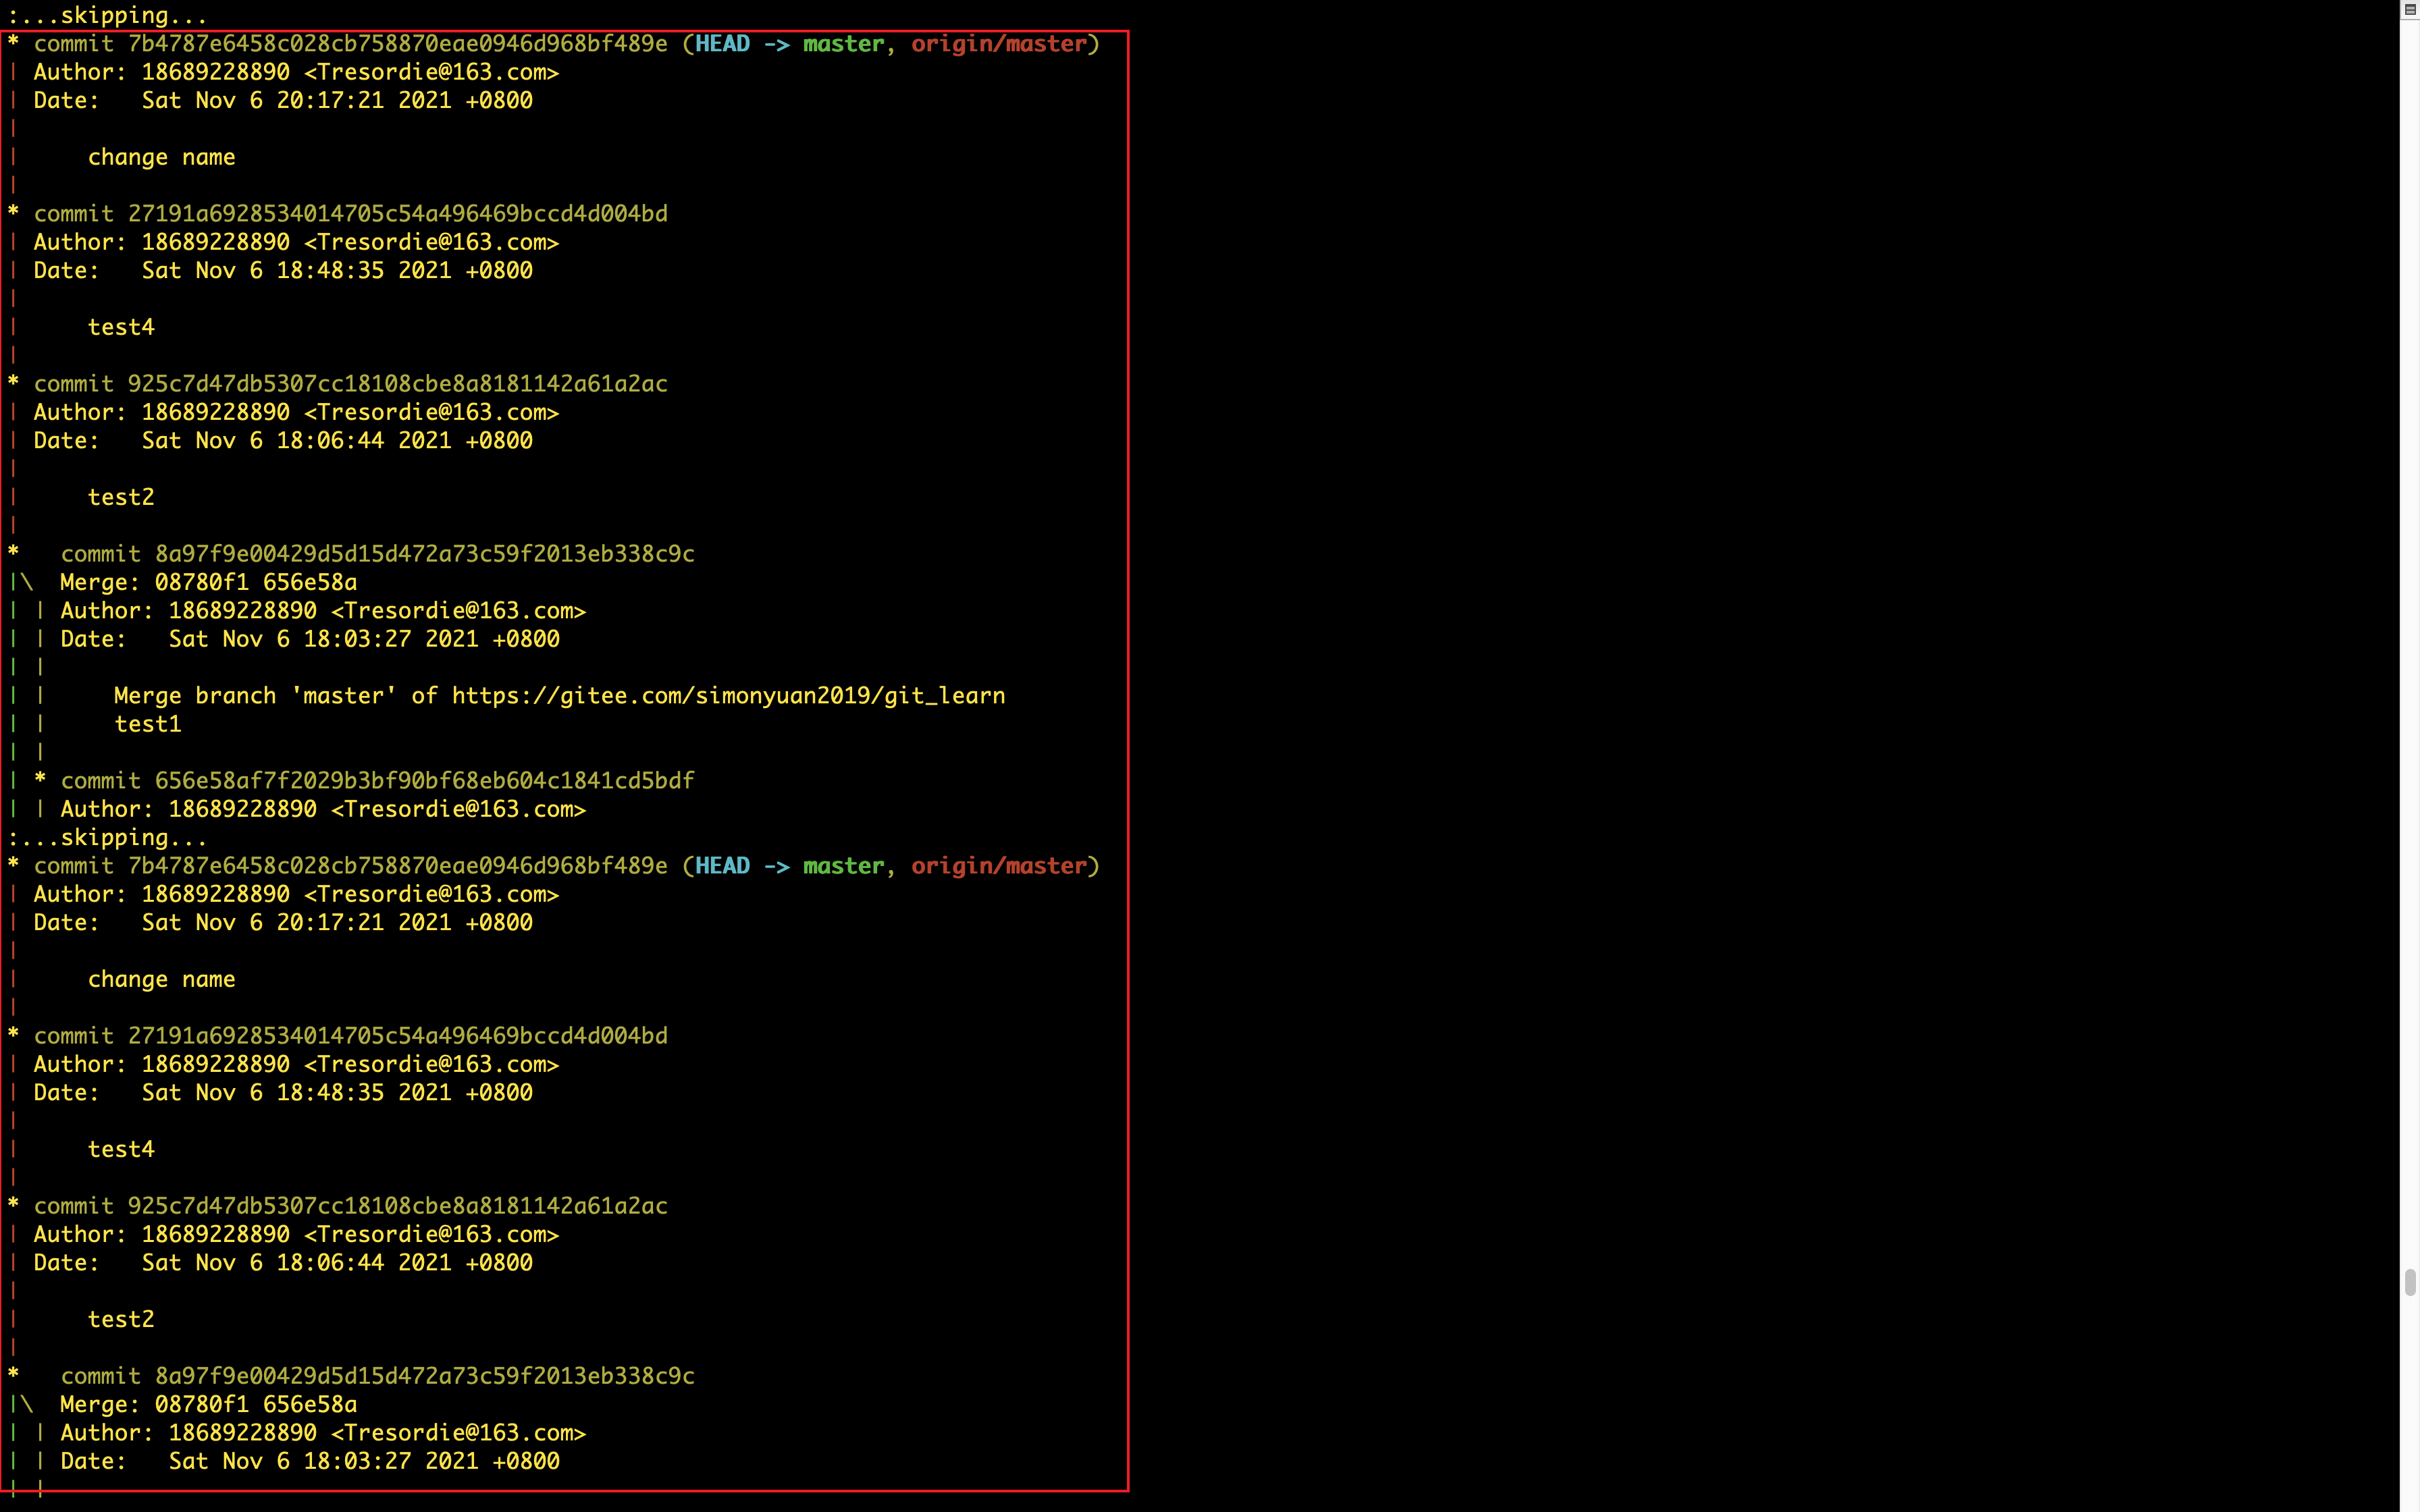 :...skipping...
* commit 7b4787e6458c028cb758870eae0946d968bf489e (HEAD -> master, origin/master)
| Author: 18689228890 <Tresordie@163.com>
| Date:   Sat Nov 6 20:17:21 2021 +0800
|
|     change name
|
* commit 27191a6928534014705c54a496469bccd4d004bd
| Author: 18689228890 <Tresordie@163.com>
| Date:   Sat Nov 6 18:48:35 2021 +0800
|
|     test4
|
* commit 925c7d47db5307cc18108cbe8a8181142a61a2ac
| Author: 18689228890 <Tresordie@163.com>
| Date:   Sat Nov 6 18:06:44 2021 +0800
|
|     test2
|
*   commit 8a97f9e00429d5d15d472a73c59f2013eb338c9c
|\  Merge: 08780f1 656e58a
| | Author: 18689228890 <Tresordie@163.com>
| | Date:   Sat Nov 6 18:03:27 2021 +0800
| |
| |     Merge branch 'master' of https://gitee.com/simonyuan2019/git_learn
| |     test1
| |
| * commit 656e58af7f2029b3bf90bf68eb604c1841cd5bdf
| | Author: 18689228890 <Tresordie@163.com>
:...skipping...
* commit 7b4787e6458c028cb758870eae0946d968bf489e (HEAD -> master, origin/master)
| Author: 18689228890 <Tresordie@163.com>
| Date:   Sat Nov 6 20:17:21 2021 +0800
|
|     change name
|
* commit 27191a6928534014705c54a496469bccd4d004bd
| Author: 18689228890 <Tresordie@163.com>
| Date:   Sat Nov 6 18:48:35 2021 +0800
|
|     test4
|
* commit 925c7d47db5307cc18108cbe8a8181142a61a2ac
| Author: 18689228890 <Tresordie@163.com>
| Date:   Sat Nov 6 18:06:44 2021 +0800
|
|     test2
|
*   commit 8a97f9e00429d5d15d472a73c59f2013eb338c9c
|\  Merge: 08780f1 656e58a
| | Author: 18689228890 <Tresordie@163.com>
| | Date:   Sat Nov 6 18:03:27 2021 +0800
| |